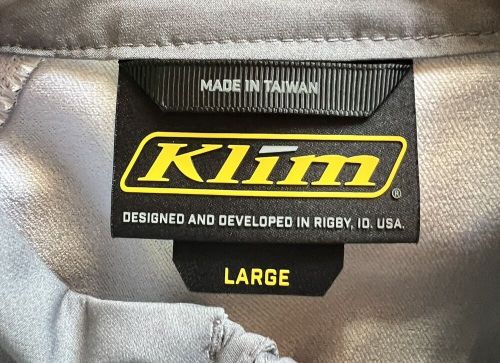 MADE IN TAIWAN
Klim
®
DESIGNED AND DEVELOPED IN RIGBY, ID. USA.
LARGE